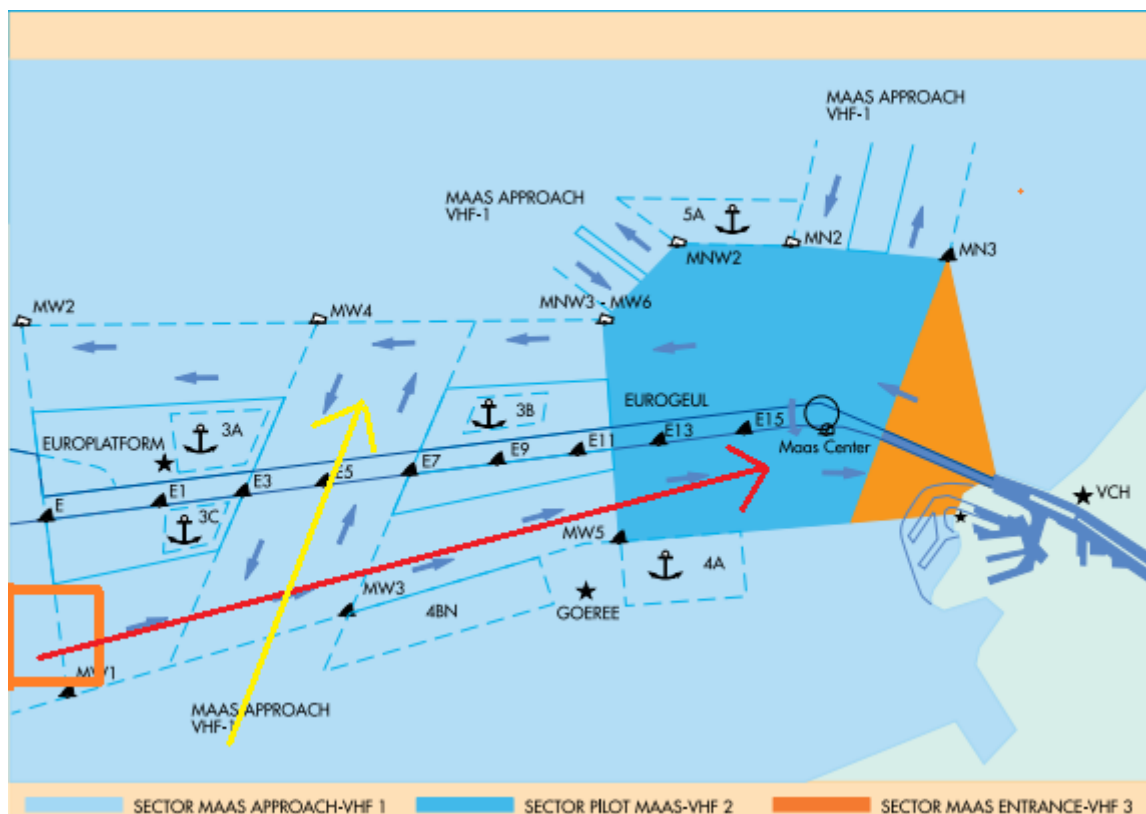 MAAS APPROACH
VHF-1
MAAS APPROACH
VHF-1
5A
MN2
MNW2
MN3
MW2
MW4
MNW3 - MW6
3A
3B
EUROGEUL
EUROPLATFORM
E15
E13
E11
E9
E7
E5
E3
E1
E
Maas Center
VCH
3C
MW5
4A
MW3
4BN
GOEREE
MW1
MAAS APPROACH
VHF-1
SECTOR MAAS APPROACH-VHF 1
SECTOR PILOT MAAS-VHF 2
SECTOR MAAS ENTRANCE-VHF 3